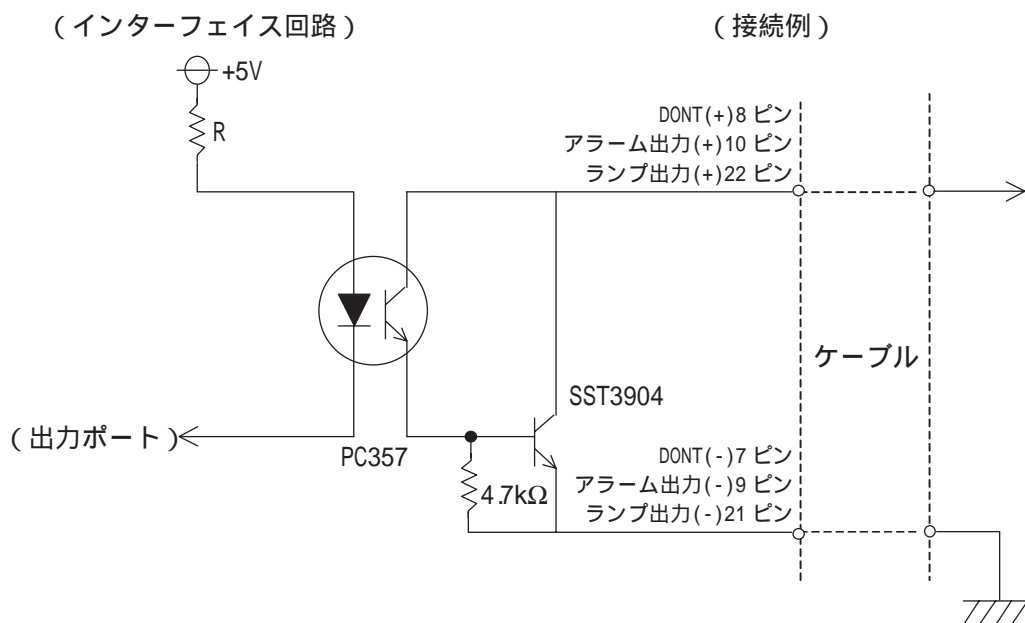 (インターフェイス回路)
(接続例)
+5V
R
DONT(+)8 ピン
アラーム出力(+)10 ピン
ランプ出力(+)22 ピン
ケーブル
SST3904
(出力ポート)
PC357
4.7kΩ
DONT(-)7 ピン
アラーム出力(-)9 ピン
ランプ出力(-)21 ピン